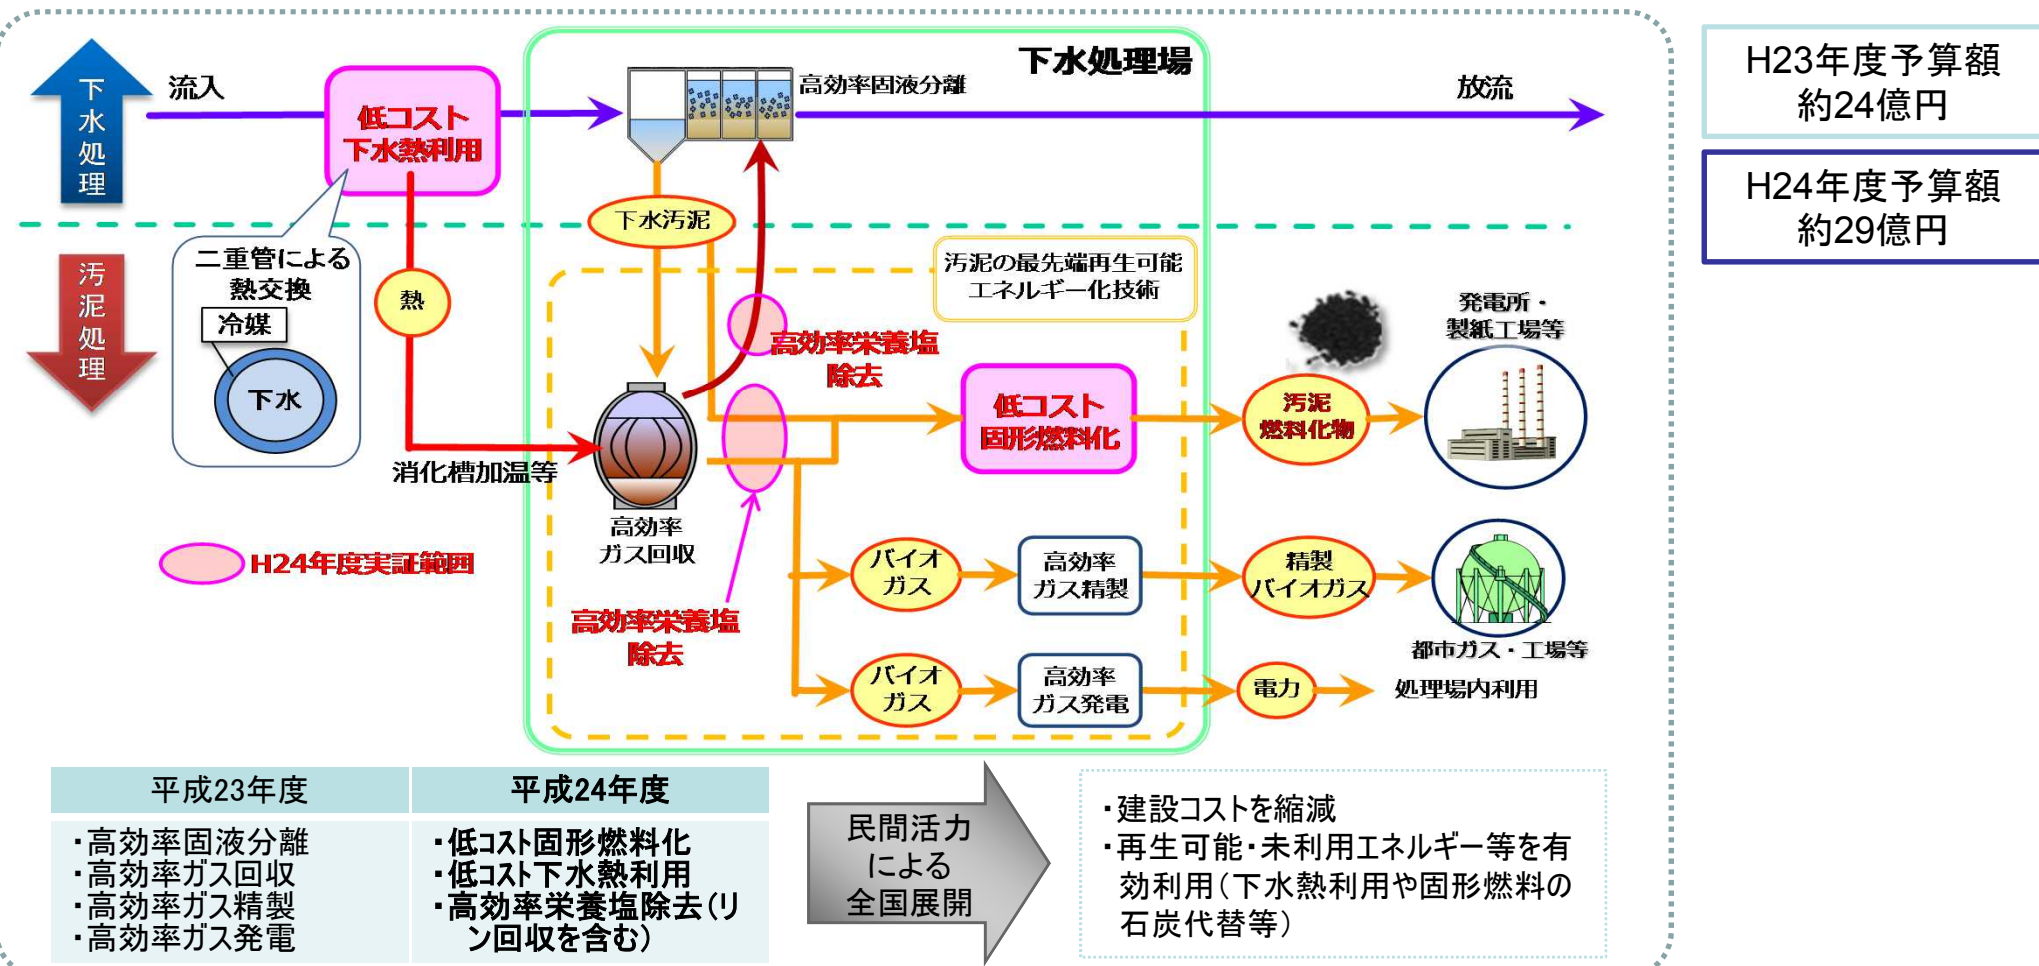 下水処理
流入
低コスト
下水熱利用
下水処理場
高効率固液分離
放流
H23年度予算額
約24億円
H24年度予算額
約29億円
下水汚泥
汚泥処理
二重管による
熱交換
冷媒
下水
熱
汚泥の最先端再生可能
エネルギー化技術
高効率栄養塩
除去
発電所・
製紙工場等
低コスト
固形燃料化
汚泥
燃料化物
消化槽加温等
高効率
ガス回収
H24年度実証範囲
高効率栄養塩
除去
バイオ
ガス
高効率
ガス精製
精製
バイオガス
都市ガス・工場等
バイオ
ガス
高効率
ガス発電
電力
処理場内利用
平成23年度
・高効率固液分離
・高効率ガス回収
・高効率ガス精製
・高効率ガス発電
平成24年度
・低コスト固形燃料化
・低コスト下水熱利用
・高効率栄養塩除去(リ
ン回収を含む)
民間活力
による
全国展開
・建設コストを縮減
・再生可能・未利用エネルギー等を有
効利用(下水熱利用や固形燃料の
石炭代替等)